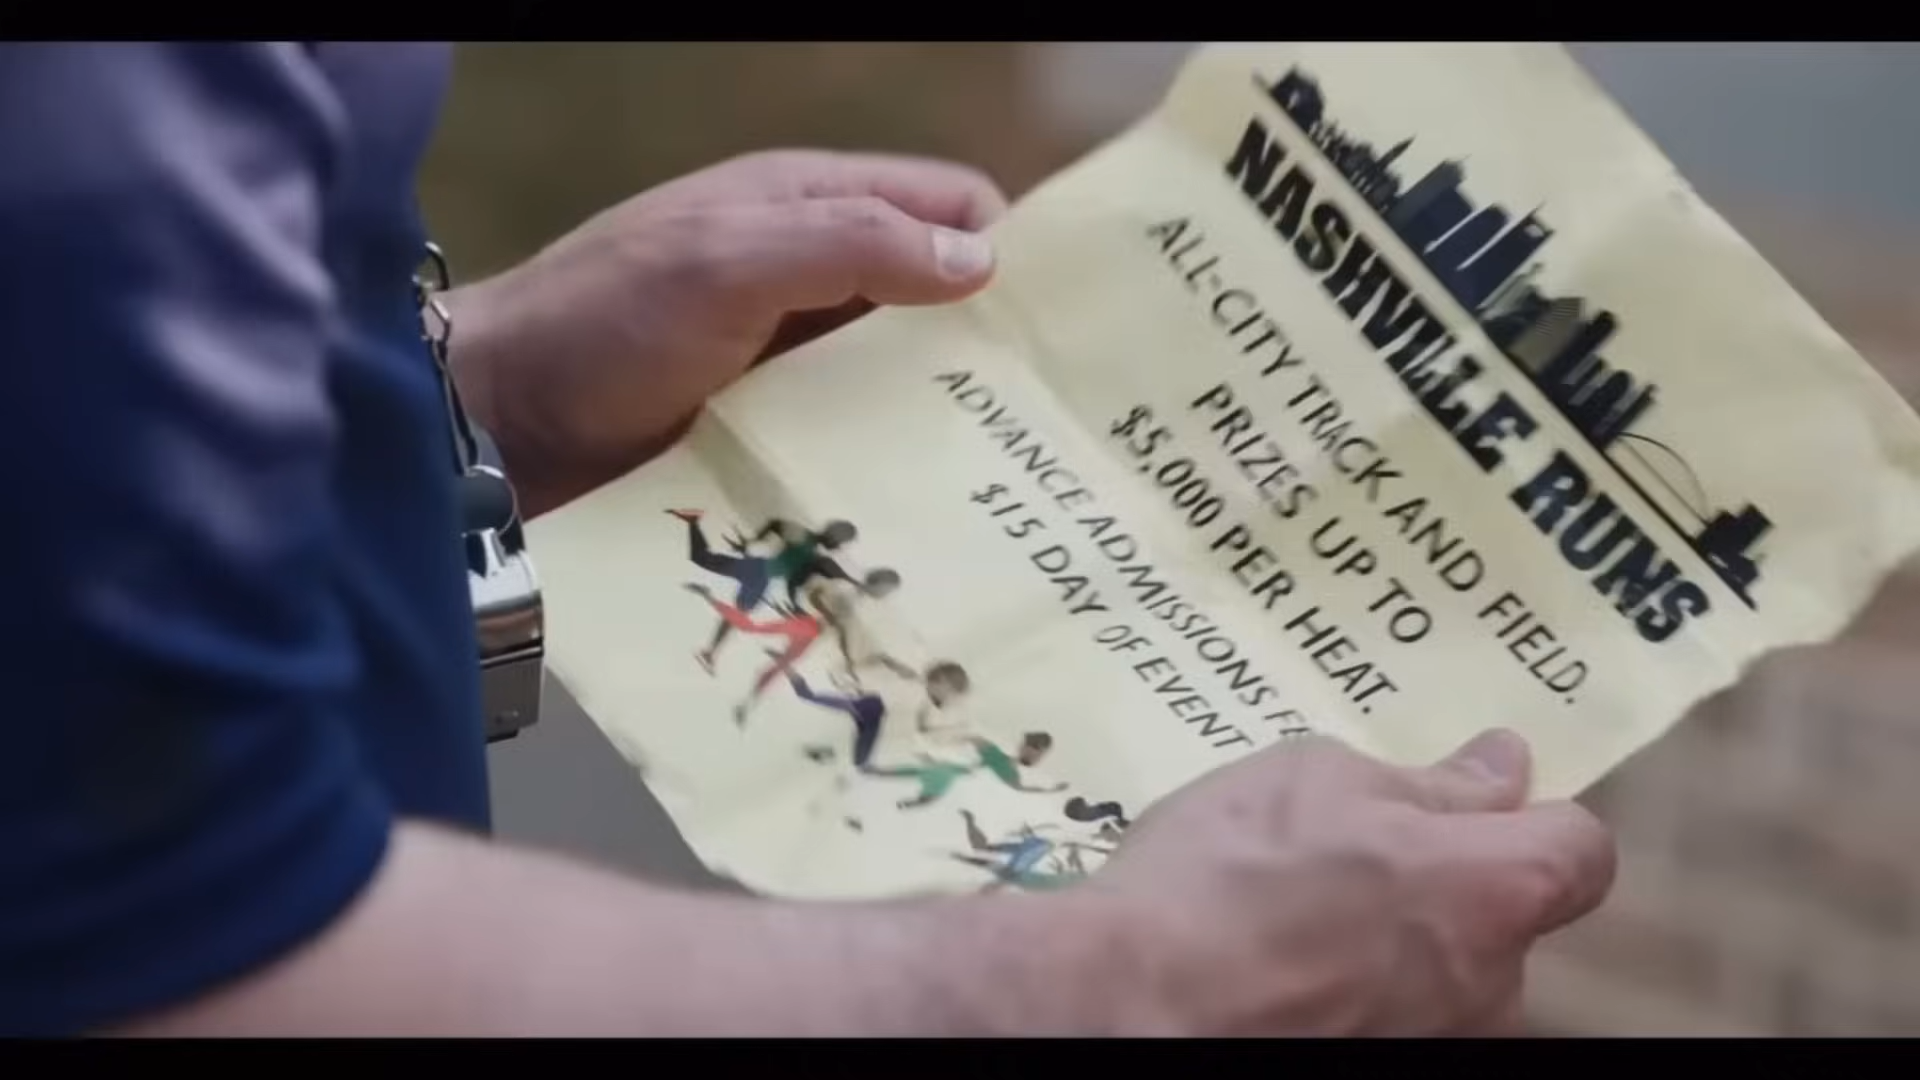 NASHVILLE RUNS
ALL-CITY TRACK AND FIELD.
PRIZES UP TO
$5,000 PER HEAT.
ADVANCE ADMISSIONS
$15 DAY OF EVENT